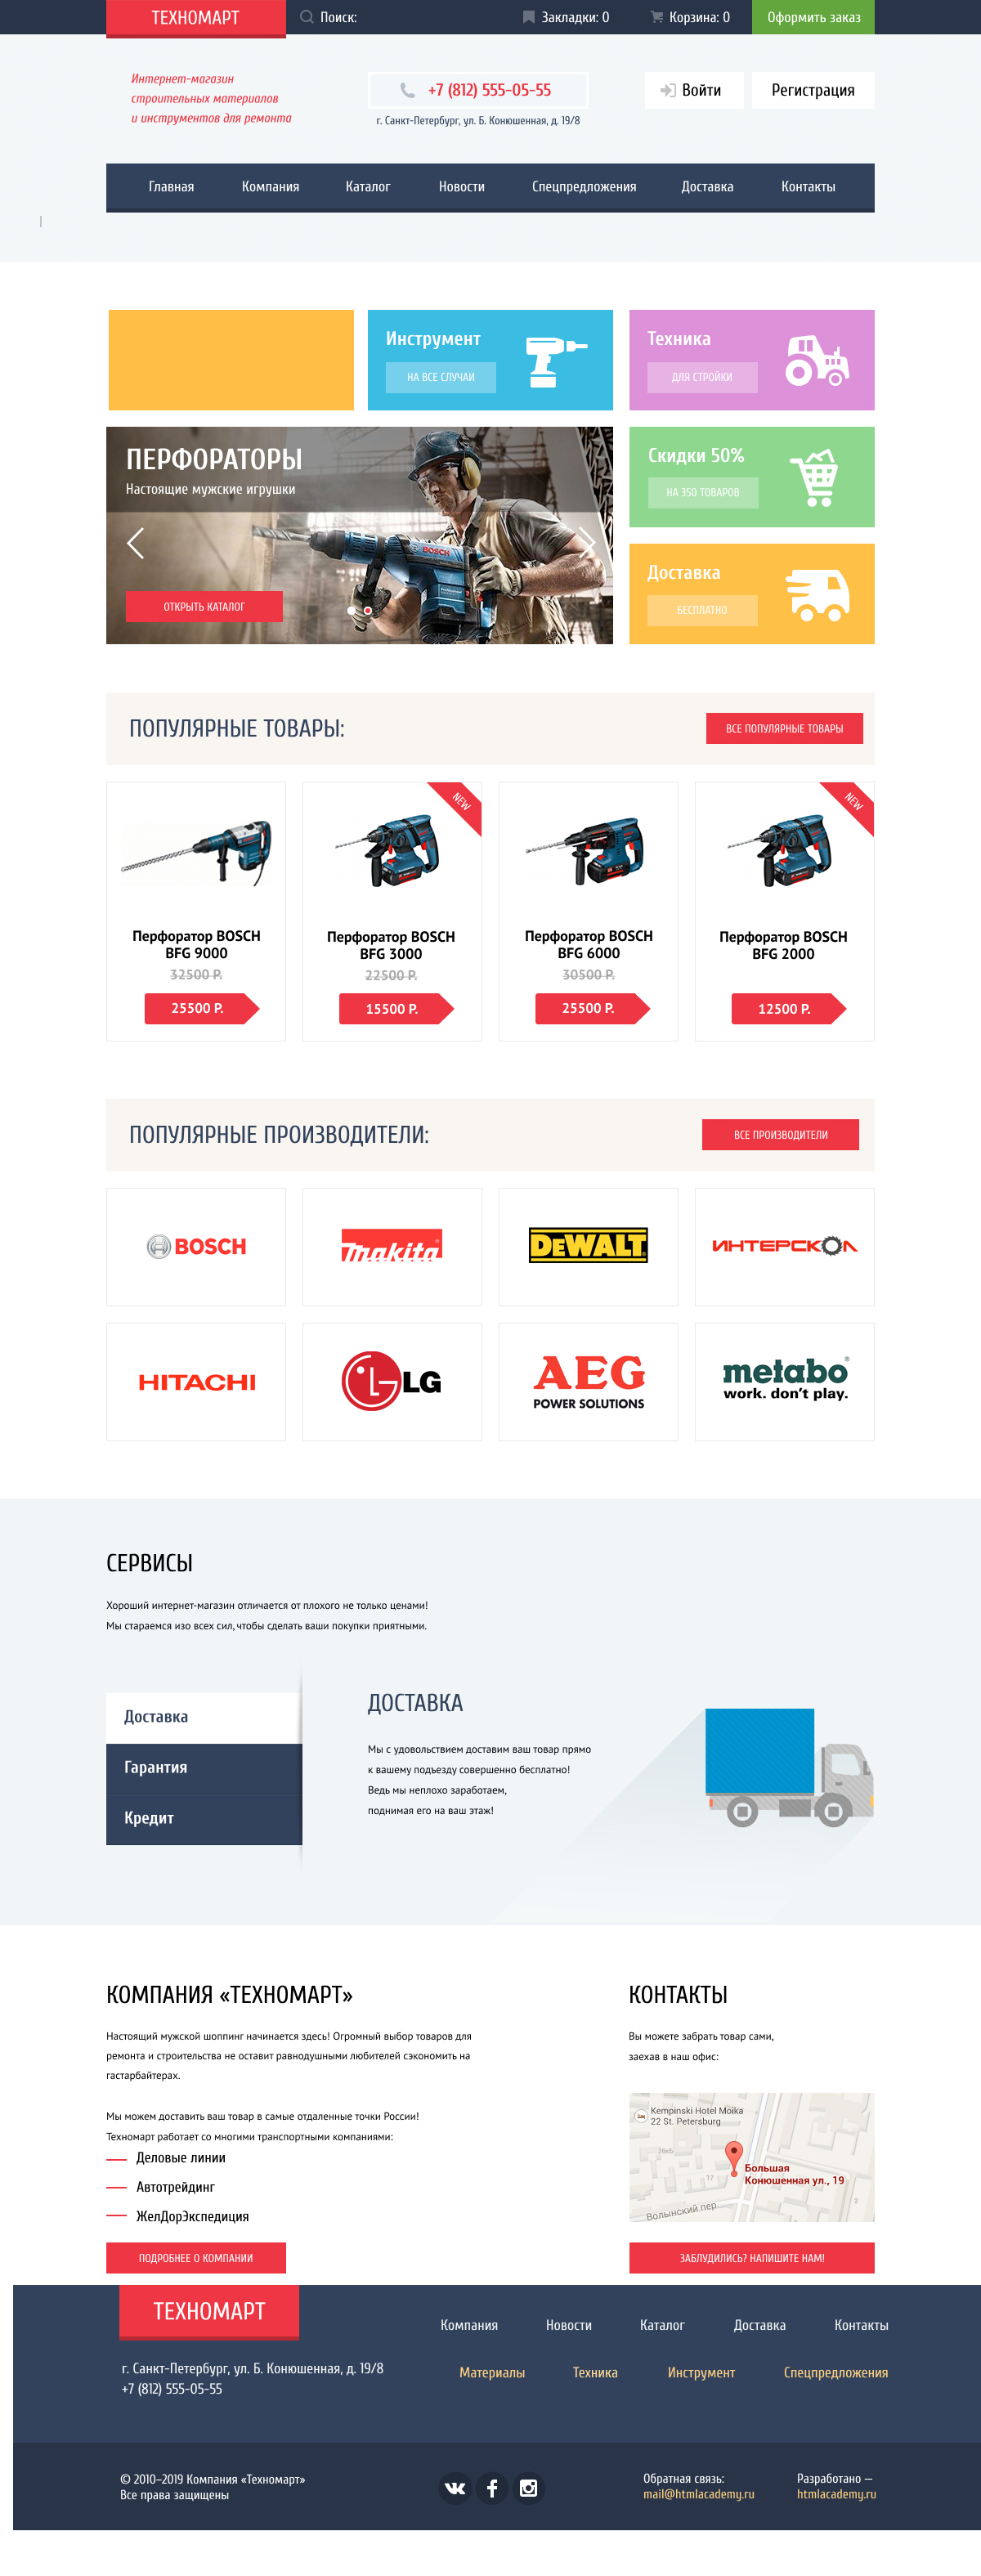 ТЕХНОМАРТ
Поиск:
Закладки: 0
Корзина: 0
Оформить заказ
Интернет-магазин
строительных материалов
и инструментов для ремонта
+7 (812) 555-05-55
г. Санкт-Петербург, ул. Б. Конюшенная, д. 19/8
Войти
Регистрация
Главная
Компания
Каталог
Новости
Спецпредложения
Доставка
Контакты
Инструмент
НА ВСЕ СЛУЧАИ
Техника
ДЛЯ СТРОЙКИ
ПЕРФОРАТОРЫ
Настоящие мужские игрушки
BOSCH
ОТКРЫТЬ КАТАЛОГ
Скидки 50%
НА 350 ТОВАРОВ
Доставка
БЕСПЛАТНО
ПОПУЛЯРНЫЕ ТОВАРЫ:
ВСЕ ПОПУЛЯРНЫЕ ТОВАРЫ
Перфоратор BOSCH
BFG 9000
32500 Р.
25500 Р.
NEW
Перфоратор BOSCH
BFG 3000
22500 Р.
15500 Р.
Перфоратор BOSCH
BFG 6000
30500 Р.
25500 Р.
NEW
Перфоратор BOSCH
BFG 2000
12500 Р.
ПОПУЛЯРНЫЕ ПРОИЗВОДИТЕЛИ:
ВСЕ ПРОИЗВОДИТЕЛИ
BOSCH
makita
DEWALT
ИНТЕРСКОЛ
HITACHI
LG
AEG
POWER SOLUTIONS
metabo
work. don't play.
СЕРВИСЫ
Хороший интернет-магазин отличается от плохого не только ценами!
Мы стараемся изо всех сил, чтобы сделать ваши покупки приятными.
Доставка
Гарантия
Кредит
ДОСТАВКА
Мы с удовольствием доставим ваш товар прямо
к вашему подъезду совершенно бесплатно!
Ведь мы неплохо заработаем,
поднимая его на ваш этаж!
КОМПАНИЯ «ТЕХНОМАРТ»
Настоящий мужской шоппинг начинается здесь! Огромный выбор товаров для
ремонта и строительства не оставит равнодушными любителей сэкономить на
гастарбайтерах.
Мы можем доставить ваш товар в самые отдаленные точки России!
Техномарт работает со многими транспортными компаниями:
Деловые линии
Автотрейдинг
ЖелДорЭкспедиция
ПОДРОБНЕЕ О КОМПАНИИ
КОНТАКТЫ
Вы можете забрать товар сами,
заехав в наш офис:
Kempinski Hotel Moika
22 St. Petersburg
Большая
Конюшенная ул., 19
17
2
Волынский пер.
ЗАБЛУДИЛИСЬ? НАПИШИТЕ НАМ!
ТЕХНОМАРТ
г. Санкт-Петербург, ул. Б. Конюшенная, д. 19/8
+7 (812) 555-05-55
Компания
Новости
Каталог
Доставка
Контакты
Материалы
Техника
Инструмент
Спецпредложения
© 2010–2019 Компания «Техномарт»
Все права защищены
Обратная связь:
mail@htmlacademy.ru
Разработано —
htmlacademy.ru